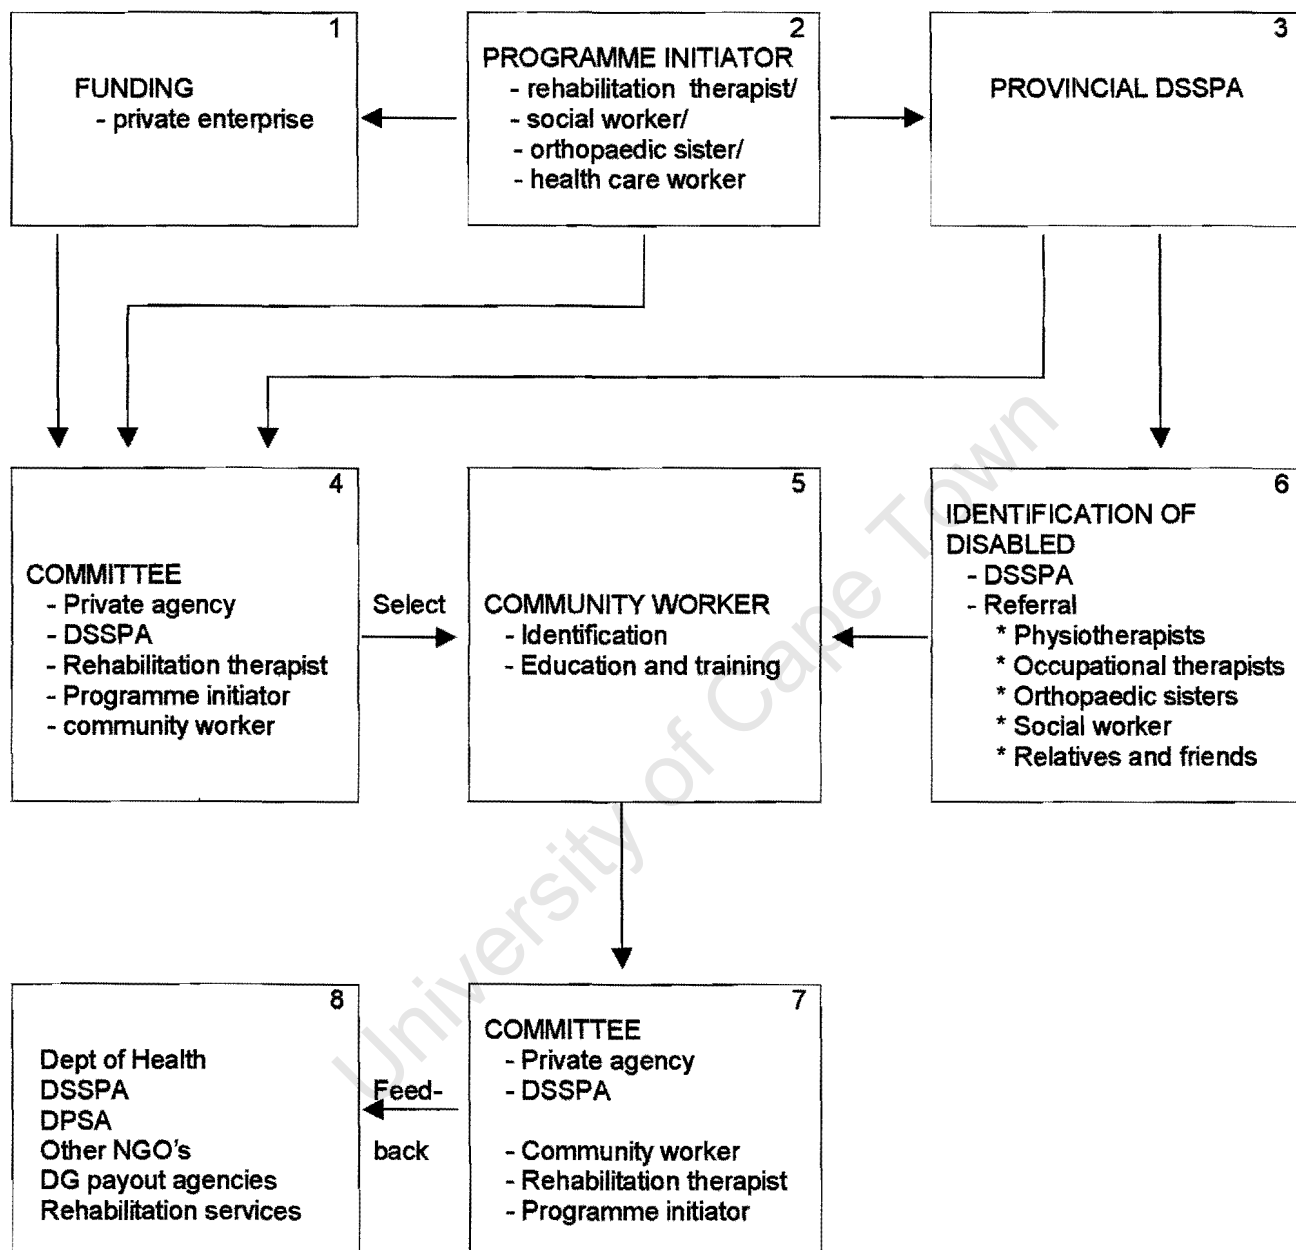 1
FUNDING
- private enterprise
2
PROGRAMME INITIATOR
- rehabilitation therapist/
- social worker/
- orthopaedic sister/
- health care worker
3
PROVINCIAL DSSPA
4
COMMITTEE
- Private agency
- DSSPA
- Rehabilitation therapist
- Programme initiator
- community worker
Select
5
COMMUNITY WORKER
- Identification
- Education and training
6
IDENTIFICATION OF
DISABLED
- DSSPA
- Referral
* Physiotherapists
* Occupational therapists
* Orthopaedic sisters
* Social worker
* Relatives and friends
8
Dept of Health
DSSPA
DPSA
Other NGO's
DG payout agencies
Rehabilitation services
Feed-
back
7
COMMITTEE
- Private agency
- DSSPA
- Community worker
- Rehabilitation therapist
- Programme initiator
University of Cape Town